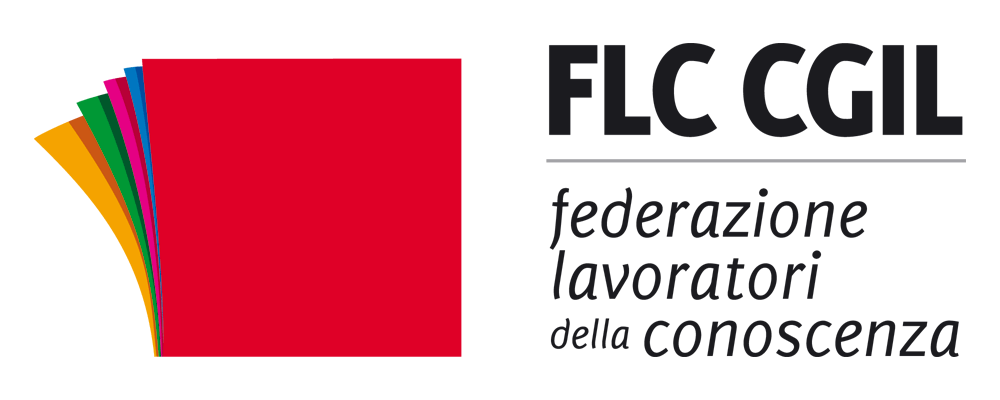 FLC CGIL
federazione
lavoratori
della conoscenza